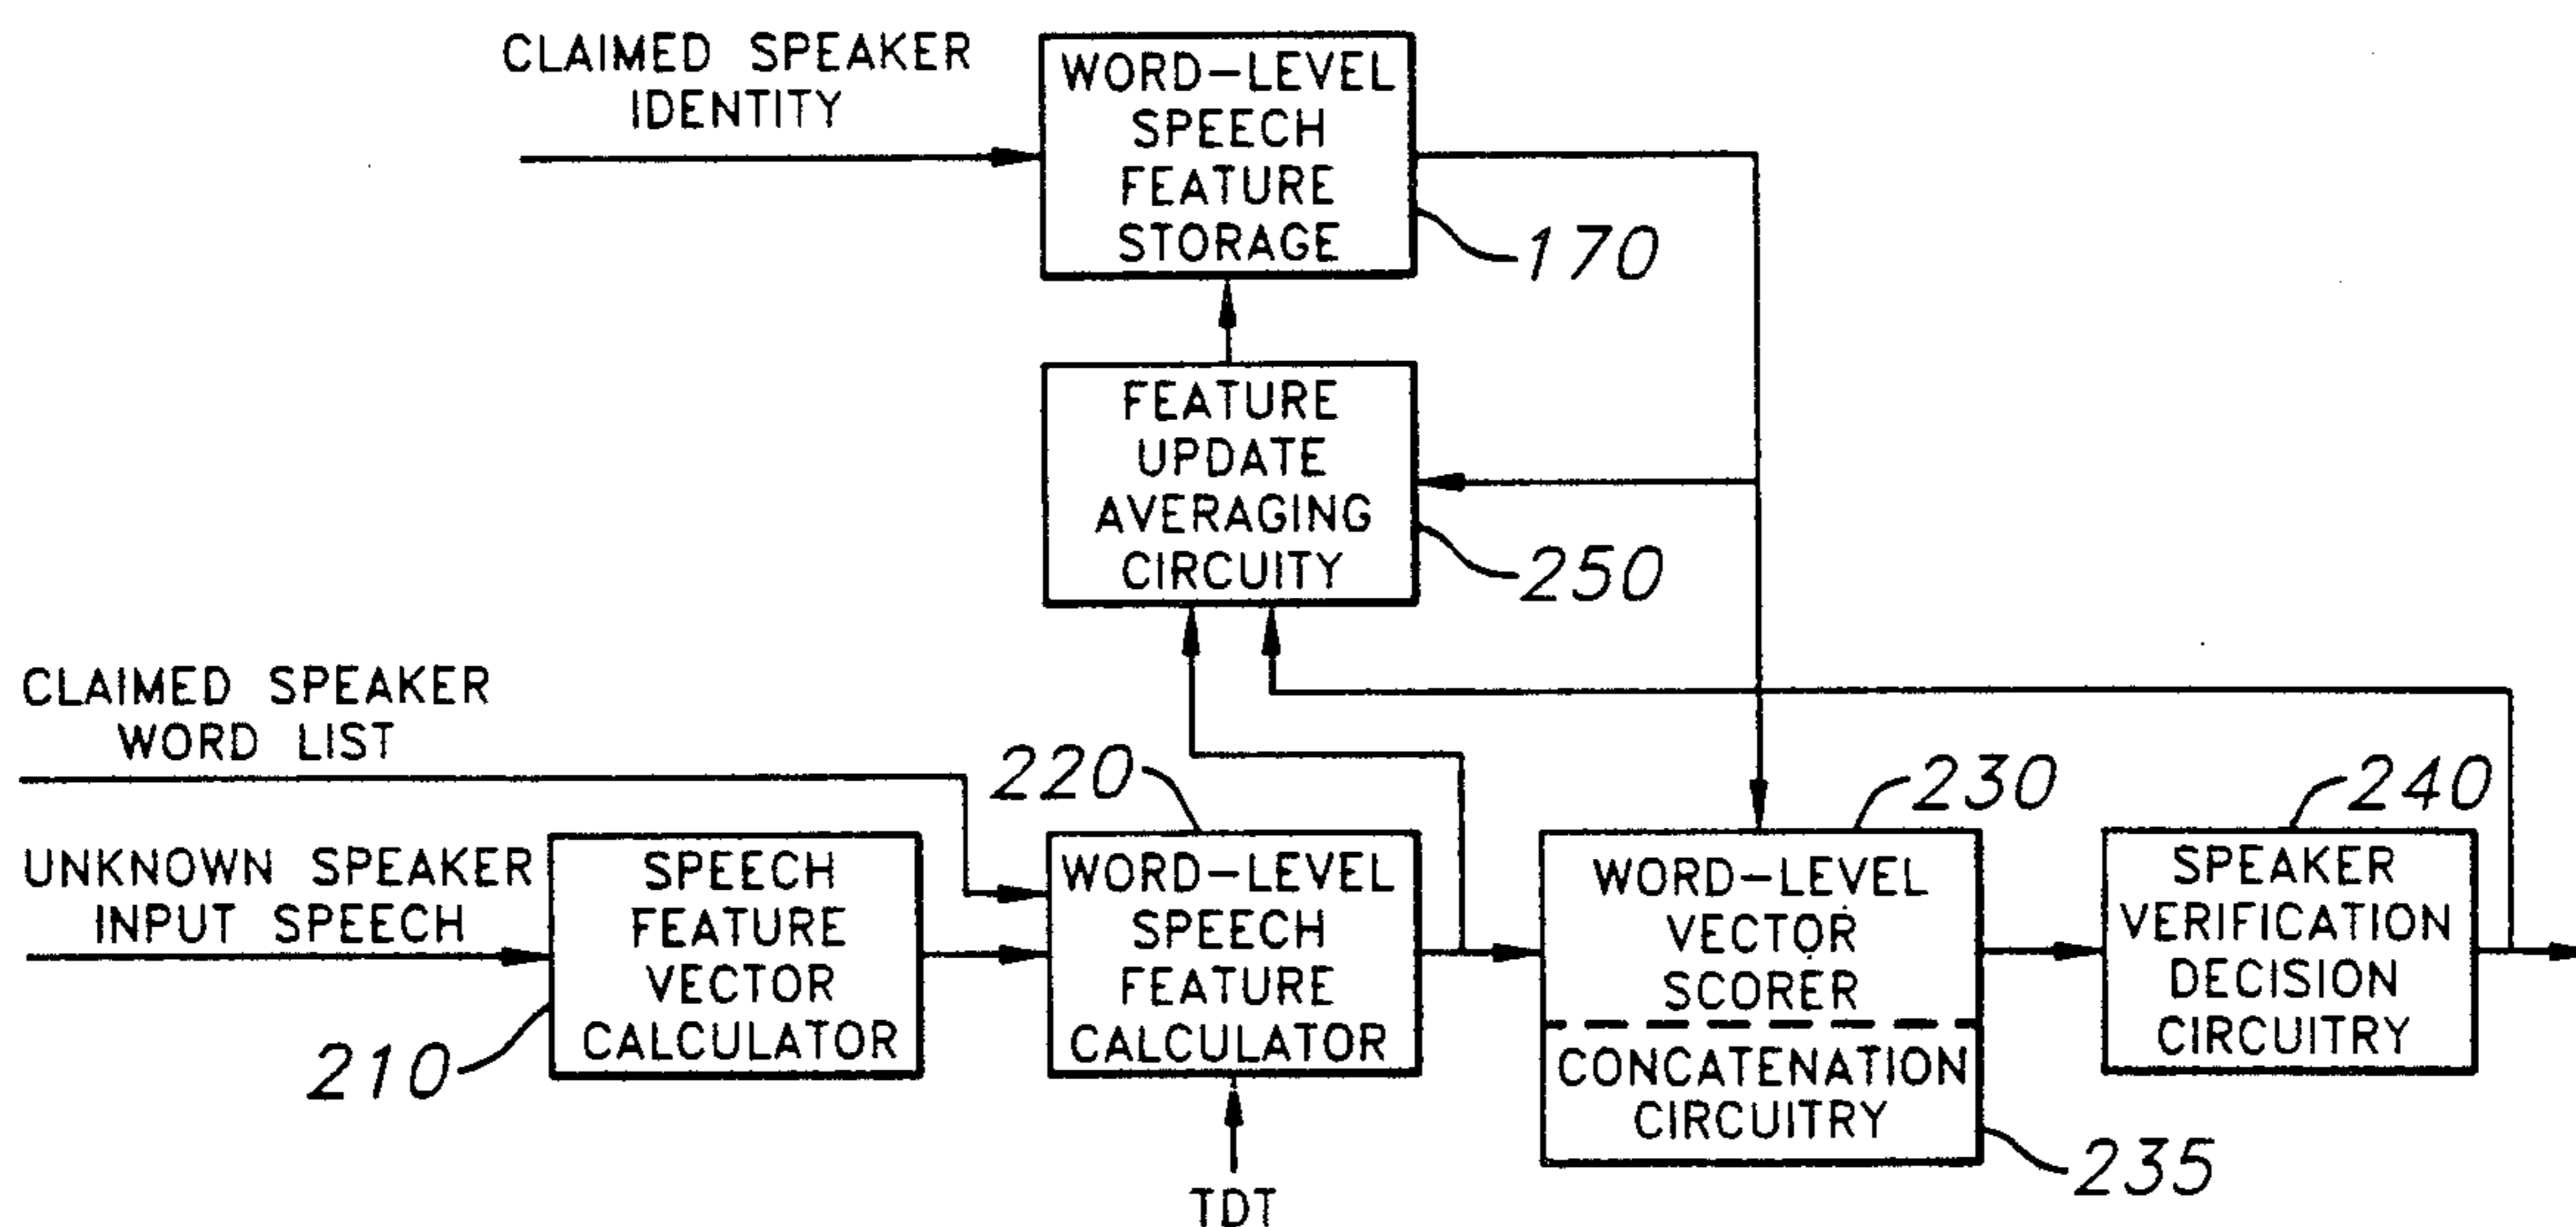 CLAIMED SPEAKER
IDENTITY
WORD-LEVEL
SPEECH
FEATURE
STORAGE
170
FEATURE
UPDATE
AVERAGING
CIRCUITY
250
CLAIMED SPEAKER
WORD LIST
220
230
240
UNKNOWN SPEAKER
INPUT SPEECH
SPEECH
FEATURE
VECTOR
CALCULATOR
210
WORD-LEVEL
SPEECH
FEATURE
CALCULATOR
TDT
WORD-LEVEL
VECTOR
SCORER
CONCATENATION
CIRCUITRY
235
SPEAKER
VERIFICATION
DECISION
CIRCUITRY